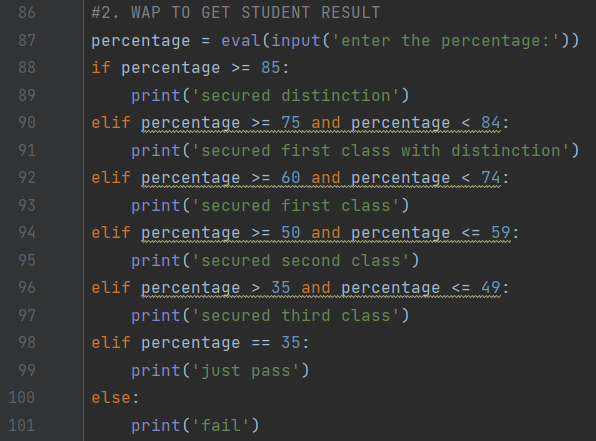 86 #2. WAP TO GET STUDENT RESULT
87 percentage = eval(input('enter the percentage:'))
88 if percentage >= 85:
89     print('secured distinction')
90 elif percentage >= 75 and percentage < 84:
91     print('secured first class with distinction')
92 elif percentage >= 60 and percentage < 74:
93     print('secured first class')
94 elif percentage >= 50 and percentage <= 59:
95     print('secured second class')
96 elif percentage > 35 and percentage <= 49:
97     print('secured third class')
98 elif percentage == 35:
99     print('just pass')
100 else:
101     print('fail')